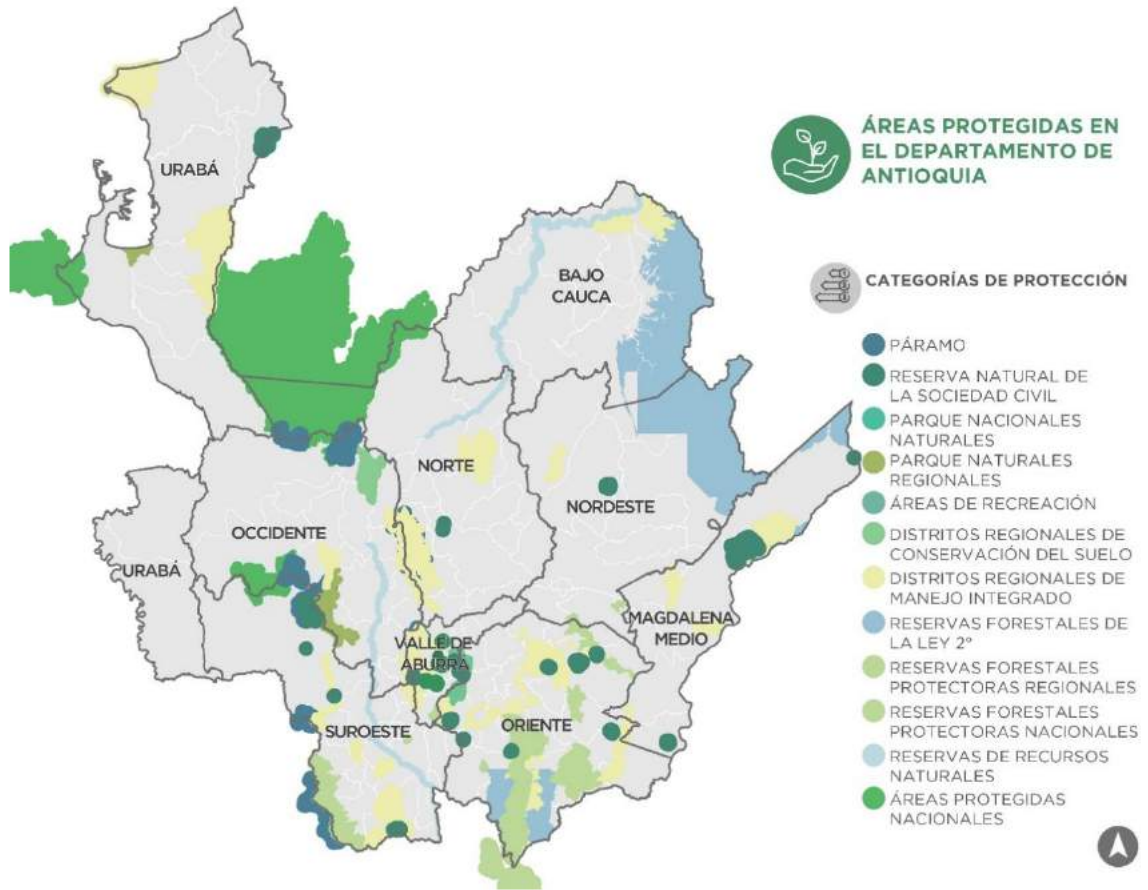 ÁREAS PROTEGIDAS EN
EL DEPARTAMENTO DE
ANTIOQUIA
CATEGORÍAS DE PROTECCIÓN
PÁRAMO
RESERVA NATURAL DE
LA SOCIEDAD CIVIL
PARQUE NACIONALES
NATURALES
PARQUE NATURALES
REGIONALES
ÁREAS DE RECREACIÓN
DISTRITOS REGIONALES DE
CONSERVACIÓN DEL SUELO
DISTRITOS REGIONALES DE
MANEJO INTEGRADO
RESERVAS FORESTALES DE
LA LEY 2°
RESERVAS FORESTALES
PROTECTORAS REGIONALES
RESERVAS FORESTALES
PROTECTORAS NACIONALES
RESERVAS DE RECURSOS
NATURALES
ÁREAS PROTEGIDAS
NACIONALES
URABÁ
BAJO
CAUCA
NORTE
NORDESTE
OCCIDENTE
URABÁ
MAGDALENA
MEDIO
VALLE DE
ABURRA
SUROESTE
ORIENTE